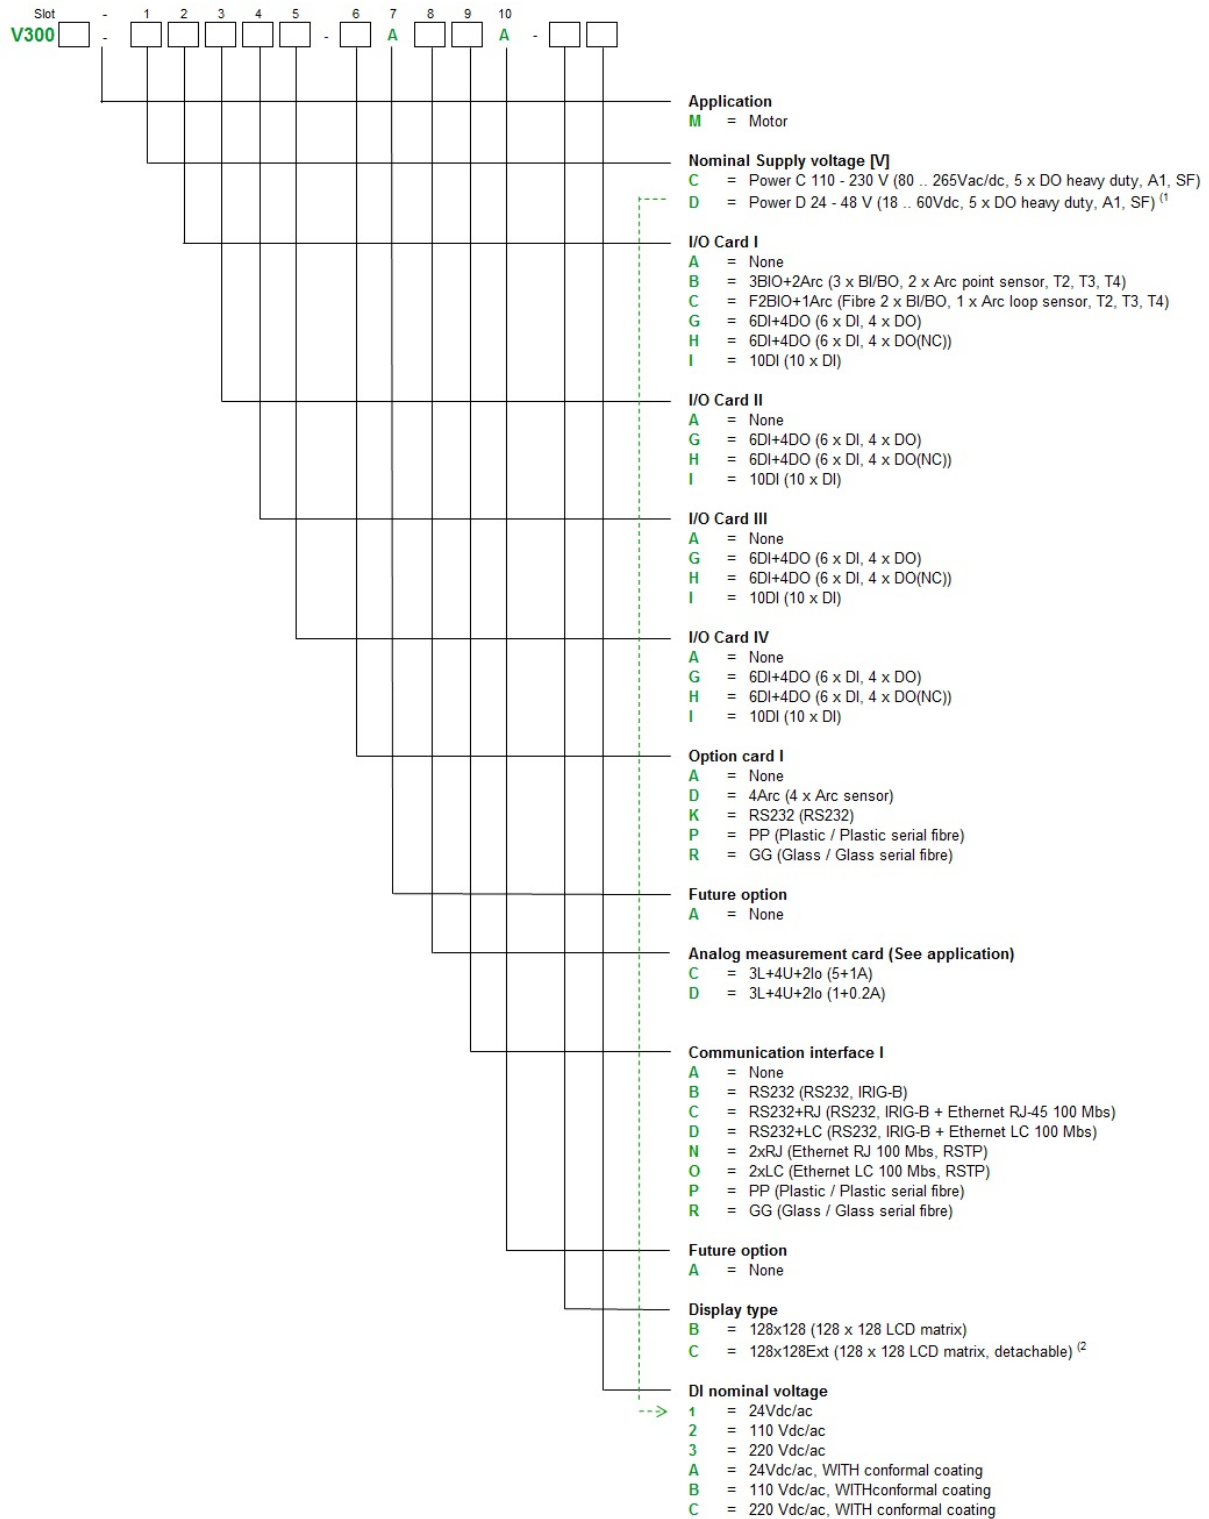 Slot - 1 2 3 4 5 6 7 8 9 10
V300 - - A A -
Application
M = Motor
Nominal Supply voltage [V]
C = Power C 110 - 230 V (80 .. 265Vac/dc, 5 x DO heavy duty, A1, SF)
D = Power D 24 - 48 V (18 .. 60Vdc, 5 x DO heavy duty, A1, SF) (1
I/O Card I
A = None
B = 3BIO+2Arc (3 x BI/BO, 2 x Arc point sensor, T2, T3, T4)
C = F2BIO+1Arc (Fibre 2 x BI/BO, 1 x Arc loop sensor, T2, T3, T4)
G = 6DI+4DO (6 x DI, 4 x DO)
H = 6DI+4DO (6 x DI, 4 x DO(NC))
I = 10DI (10 x DI)
I/O Card II
A = None
G = 6DI+4DO (6 x DI, 4 x DO)
H = 6DI+4DO (6 x DI, 4 x DO(NC))
I = 10DI (10 x DI)
I/O Card III
A = None
G = 6DI+4DO (6 x DI, 4 x DO)
H = 6DI+4DO (6 x DI, 4 x DO(NC))
I = 10DI (10 x DI)
I/O Card IV
A = None
G = 6DI+4DO (6 x DI, 4 x DO)
H = 6DI+4DO (6 x DI, 4 x DO(NC))
I = 10DI (10 x DI)
Option card I
A = None
D = 4Arc (4 x Arc sensor)
K = RS232 (RS232)
P = PP (Plastic / Plastic serial fibre)
R = GG (Glass / Glass serial fibre)
Future option
A = None
Analog measurement card (See application)
C = 3L+4U+2Io (5+1A)
D = 3L+4U+2Io (1+0.2A)
Communication interface I
A = None
B = RS232 (RS232, IRIG-B)
C = RS232+RJ (RS232, IRIG-B + Ethernet RJ-45 100 Mbs)
D = RS232+LC (RS232, IRIG-B + Ethernet LC 100 Mbs)
N = 2xRJ (Ethernet RJ 100 Mbs, RSTP)
O = 2xLC (Ethernet LC 100 Mbs, RSTP)
P = PP (Plastic / Plastic serial fibre)
R = GG (Glass / Glass serial fibre)
Future option
A = None
Display type
B = 128x128 (128 x 128 LCD matrix)
C = 128x128Ext (128 x 128 LCD matrix, detachable) (2
DI nominal voltage
1 = 24Vdc/ac
2 = 110 Vdc/ac
3 = 220 Vdc/ac
A = 24Vdc/ac, WITH conformal coating
B = 110 Vdc/ac, WITHconformal coating
C = 220 Vdc/ac, WITH conformal coating